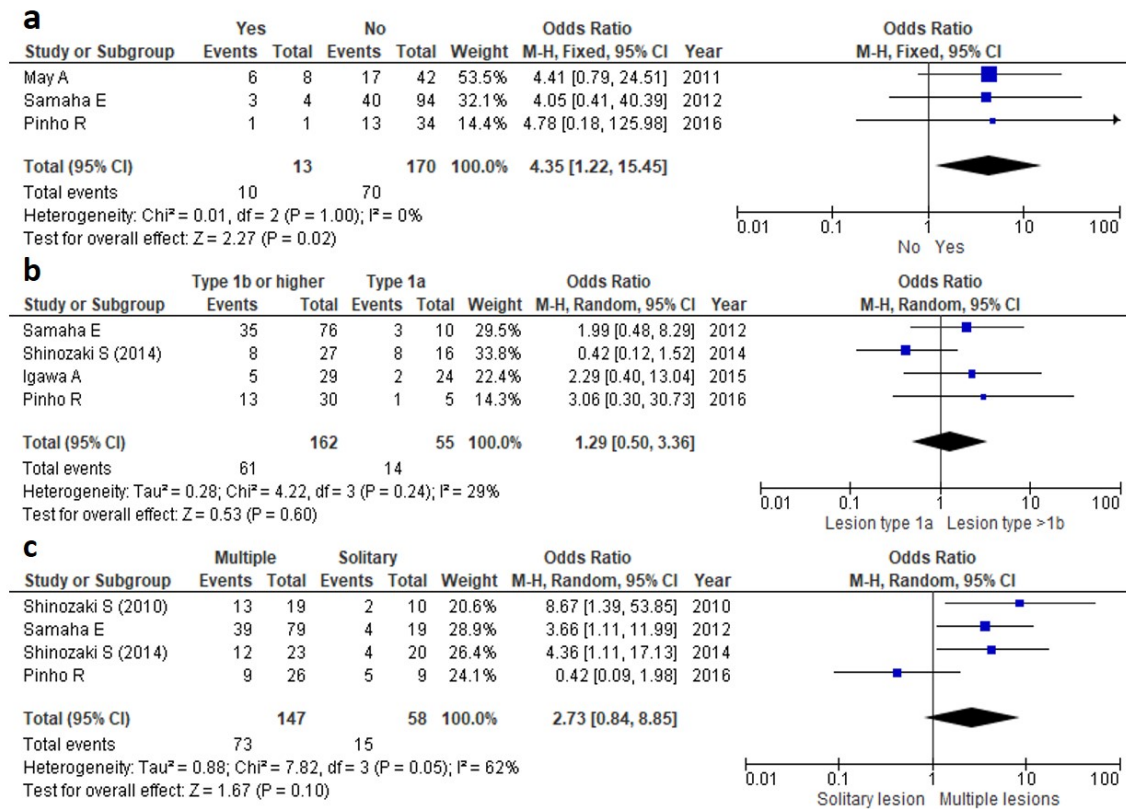 a
Yes No Odds Ratio Odds Ratio
Study or Subgroup Events Total Events Total Weight M-H, Fixed, 95% CI Year M-H, Fixed, 95% CI
May A 6 8 17 42 53.5% 4.41 [0.79, 24.51] 2011
Samaha E 3 4 40 94 32.1% 4.05 [0.41, 40.39] 2012
Pinho R 1 1 13 34 14.4% 4.78 [0.18, 125.98] 2016
Total (95% CI) 13 170 100.0% 4.35 [1.22, 15.45]
Total events 10 70
Heterogeneity: Chi² = 0.01, df = 2 (P = 1.00); I² = 0%
Test for overall effect: Z = 2.27 (P = 0.02)
0.01 0.1 1 10 100
No Yes
b
Type 1b or higher Type 1a Odds Ratio Odds Ratio
Study or Subgroup Events Total Events Total Weight M-H, Random, 95% CI Year M-H, Random, 95% CI
Samaha E 35 76 3 10 29.5% 1.99 [0.48, 8.29] 2012
Shinozaki S (2014) 8 27 8 16 33.8% 0.42 [0.12, 1.52] 2014
Igawa A 5 29 2 24 22.4% 2.29 [0.40, 13.04] 2015
Pinho R 13 30 1 5 14.3% 3.06 [0.30, 30.73] 2016
Total (95% CI) 162 55 100.0% 1.29 [0.50, 3.36]
Total events 61 14
Heterogeneity: Tau² = 0.28; Chi² = 4.22, df = 3 (P = 0.24); I² = 29%
Test for overall effect: Z = 0.53 (P = 0.60)
0.01 0.1 1 10 100
Lesion type 1a Lesion type >1b
c
Multiple Solitary Odds Ratio Odds Ratio
Study or Subgroup Events Total Events Total Weight M-H, Random, 95% CI Year M-H, Random, 95% CI
Shinozaki S (2010) 13 19 2 10 20.6% 8.67 [1.39, 53.85] 2010
Samaha E 39 79 4 19 28.9% 3.66 [1.11, 11.99] 2012
Shinozaki S (2014) 12 23 4 20 26.4% 4.36 [1.11, 17.13] 2014
Pinho R 9 26 5 9 24.1% 0.42 [0.09, 1.98] 2016
Total (95% CI) 147 58 100.0% 2.73 [0.84, 8.85]
Total events 73 15
Heterogeneity: Tau² = 0.88; Chi² = 7.82, df = 3 (P = 0.05); I² = 62%
Test for overall effect: Z = 1.67 (P = 0.10)
0.01 0.1 1 10 100
Solitary lesion Multiple lesions